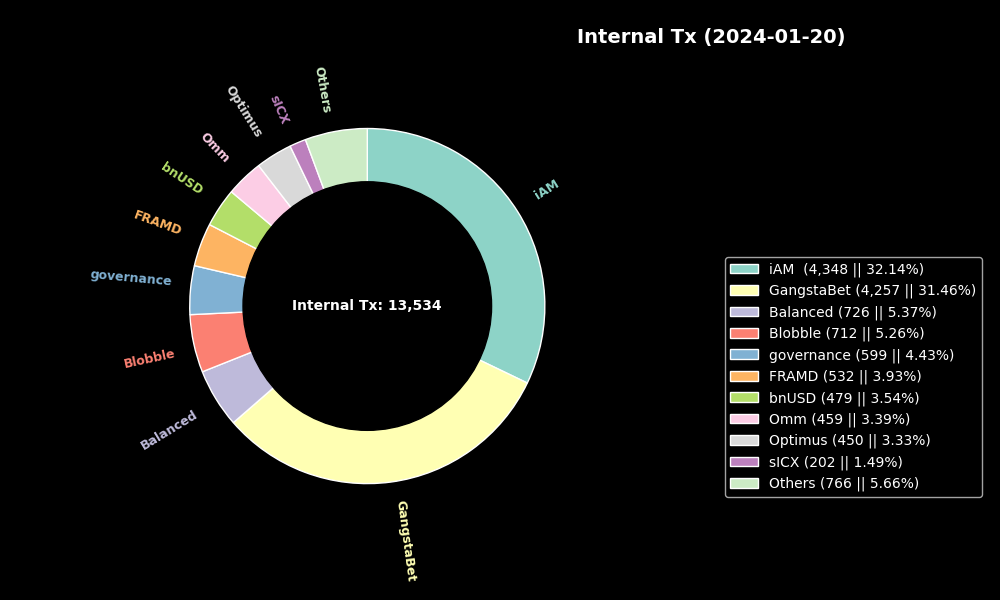 Internal Tx (2024-01-20)
Others
sICX
Optimus
Omm
bnUSD
iAM
FRAMD
governance
Internal Tx: 13,534
Blobble
Balanced
GangstaBet
iAM  (4,348 || 32.14%)
GangstaBet (4,257 || 31.46%)
Balanced (726 || 5.37%)
Blobble (712 || 5.26%)
governance (599 || 4.43%)
FRAMD (532 || 3.93%)
bnUSD (479 || 3.54%)
Omm (459 || 3.39%)
Optimus (450 || 3.33%)
sICX (202 || 1.49%)
Others (766 || 5.66%)